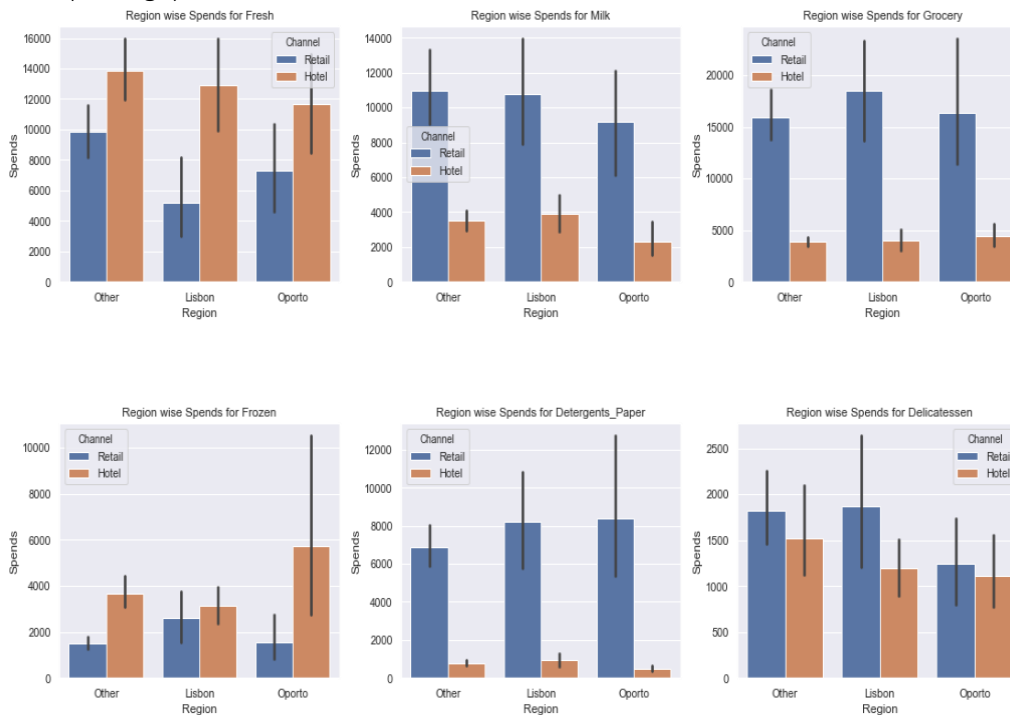 Region wise Spends for Fresh
Spends
16000
14000
12000
10000
8000
6000
4000
2000
0
Channel
Retail
Hotel
Other Lisbon Oporto
Region
Region wise Spends for Milk
Spends
14000
12000
10000
8000
6000
4000
2000
0
Channel
Retail
Hotel
Other Lisbon Oporto
Region
Region wise Spends for Grocery
Spends
20000
15000
10000
5000
0
Channel
Retail
Hotel
Other Lisbon Oporto
Region
Region wise Spends for Frozen
Spends
10000
8000
6000
4000
2000
0
Channel
Retail
Hotel
Other Lisbon Oporto
Region
Region wise Spends for Detergents_Paper
Spends
12000
10000
8000
6000
4000
2000
0
Channel
Retail
Hotel
Other Lisbon Oporto
Region
Region wise Spends for Delicatessen
Spends
2500
2000
1500
1000
500
0
Channel
Retail
Hotel
Other Lisbon Oporto
Region